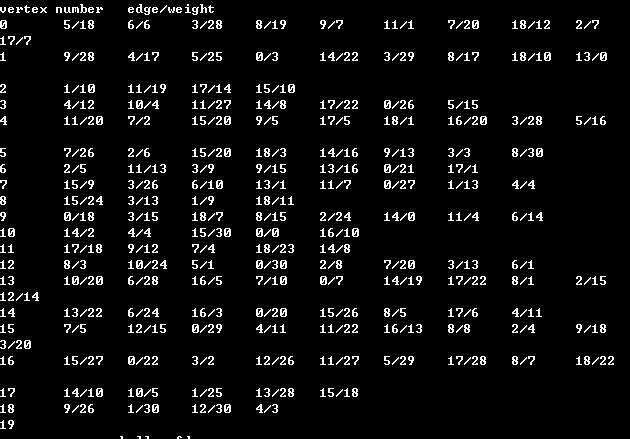 vertex number edge/weight
0 5/18 6/6 3/28 8/19 9/7 11/1 7/20 18/12 2/7
17/7
1 9/28 4/17 5/25 0/3 14/22 3/29 8/17 18/10 13/0
2 1/10 11/19 17/14 15/10
3 4/12 10/4 11/27 14/8 17/22 0/26 5/15
4 11/20 7/2 15/20 9/5 17/5 18/1 16/20 3/28 5/16
5 7/26 2/6 15/20 18/3 14/16 9/13 3/3 8/30
6 2/5 11/13 3/9 9/15 13/16 0/21 17/1
7 15/9 3/26 6/10 13/1 11/7 0/27 1/13 4/4
8 15/24 3/13 1/9 18/11
9 0/18 3/15 18/7 8/15 2/24 14/0 11/4 6/14
10 14/2 4/4 15/30 0/0 16/10
11 17/18 9/12 7/4 18/23 14/8
12 8/3 10/24 5/1 0/30 2/8 7/20 3/13 6/1
13 10/20 6/28 16/5 7/10 0/7 14/19 17/22 8/1 2/15
12/14
14 13/22 6/24 16/3 0/20 15/26 8/5 17/6 4/11
15 7/5 12/15 0/29 4/11 11/22 16/13 8/8 2/4 9/18
3/20
16 15/27 0/22 3/2 12/26 11/27 5/29 17/28 8/7 18/22
17 14/10 10/5 1/25 13/28 15/18
18 9/26 1/30 12/30 4/3
19